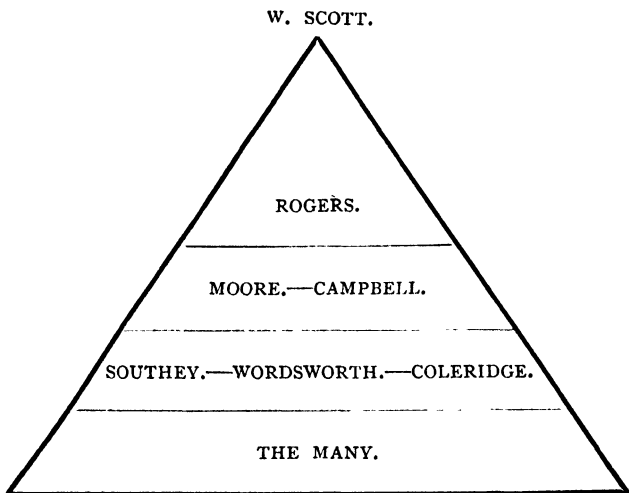 W. SCOTT.
ROGERS.
MOORE.—CAMPBELL.
SOUTHEY.—WORDSWORTH.—COLERIDGE.
THE MANY.